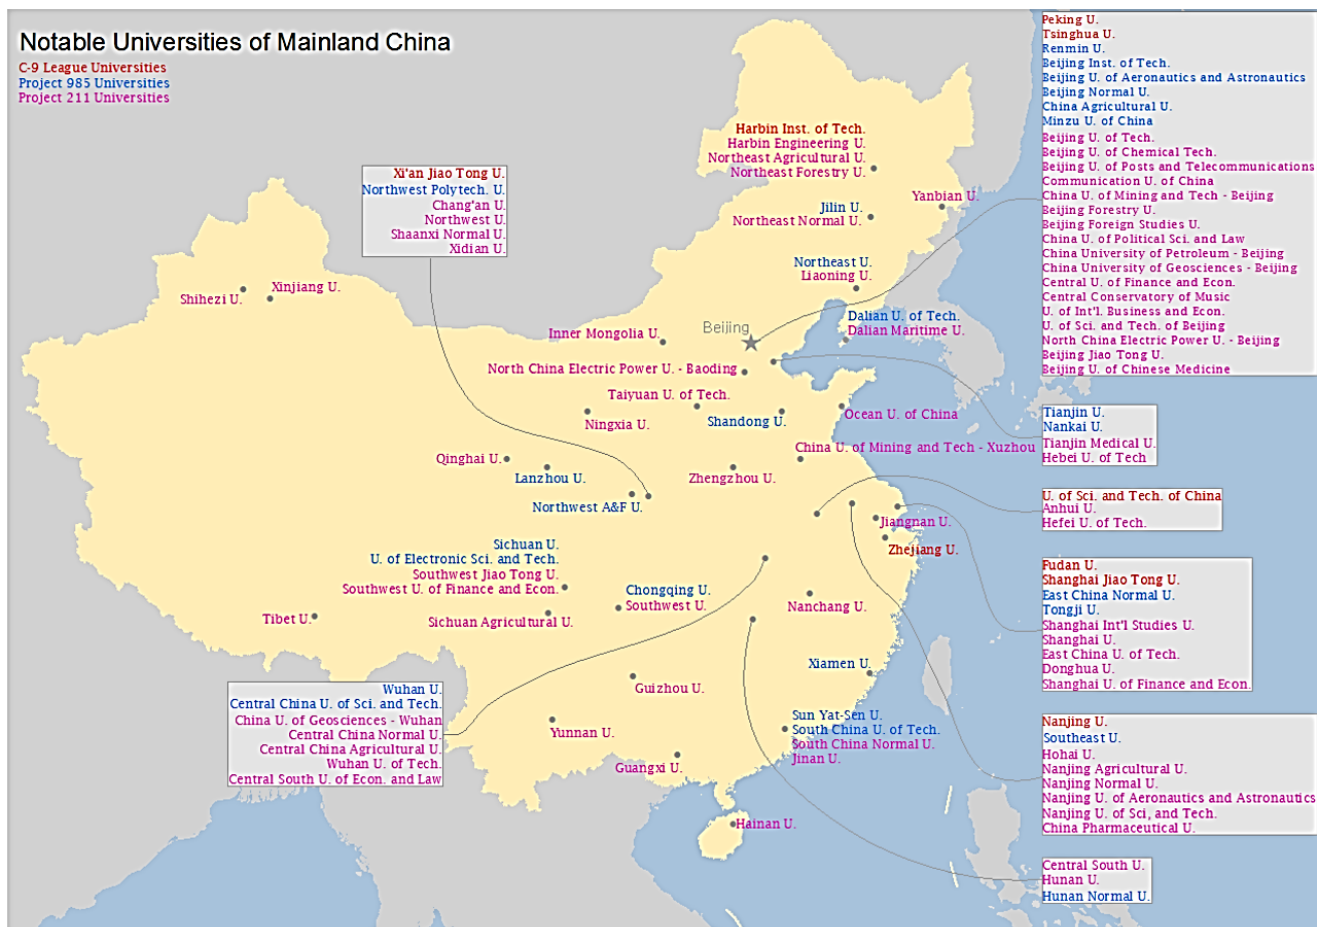 Notable Universities of Mainland China
C-9 League Universities
Project 985 Universities
Project 211 Universities
Peking U.
Tsinghua U.
Renmin U.
Beijing Inst. of Tech.
Beijing U. of Aeronautics and Astronautics
Beijing Normal U.
China Agricultural U.
Minzu U. of China
Beijing U. of Tech.
Beijing U. of Chemical Tech.
Beijing U. of Posts and Telecommunications
Communication U. of China
China U. of Mining and Tech - Beijing
Beijing Forestry U.
Beijing Foreign Studies U.
China U. of Political Sci. and Law
China University of Petroleum - Beijing
China University of Geosciences - Beijing
Central U. of Finance and Econ.
Central Conservatory of Music
U. of Int'l. Business and Econ.
U. of Sci. and Tech. of Beijing
North China Electric Power U. - Beijing
Beijing Jiao Tong U.
Beijing U. of Chinese Medicine
Harbin Inst. of Tech.
Harbin Engineering U.
Northeast Agricultural U.
Northeast Forestry U.
Xi'an Jiao Tong U.
Northwest Polytech. U.
Chang'an U.
Northwest U.
Shaanxi Normal U.
Xidian U.
Yanbian U.
Jilin U.
Northeast Normal U.
Northeast U.
Liaoning U.
Shihezi U.
Xinjiang U.
Dalian U. of Tech.
Dalian Maritime U.
Beijing
Inner Mongolia U.
North China Electric Power U. - Baoding
Taiyuan U. of Tech.
Ningxia U.
Shandong U.
Ocean U. of China
Tianjin U.
Nankai U.
Tianjin Medical U.
Hebei U. of Tech
China U. of Mining and Tech - Xuzhou
Qinghai U.
Lanzhou U.
Zhengzhou U.
Northwest A&F U.
U. of Sci. and Tech. of China
Anhui U.
Hefei U. of Tech.
Jiangnan U.
Zhejiang U.
Sichuan U.
U. of Electronic Sci. and Tech.
Southwest Jiao Tong U.
Southwest U. of Finance and Econ.
Sichuan Agricultural U.
Chongqing U.
Southwest U.
Nanchang U.
Tibet U.
Fudan U.
Shanghai Jiao Tong U.
East China Normal U.
Tongji U.
Shanghai Int'l Studies U.
Shanghai U.
East China U. of Tech.
Donghua U.
Shanghai U. of Finance and Econ.
Xiamen U.
Guizhou U.
Wuhan U.
Central China U. of Sci. and Tech.
China U. of Geosciences - Wuhan
Central China Normal U.
Central China Agricultural U.
Wuhan U. of Tech.
Central South U. of Econ. and Law
Yunnan U.
Guangxi U.
Sun Yat-Sen U.
South China U. of Tech.
South China Normal U.
Jinan U.
Hainan U.
Nanjing U.
Southeast U.
Hohai U.
Nanjing Agricultural U.
Nanjing Normal U.
Nanjing U. of Aeronautics and Astronautics
Nanjing U. of Sci, and Tech.
China Pharmaceutical U.
Central South U.
Hunan U.
Hunan Normal U.